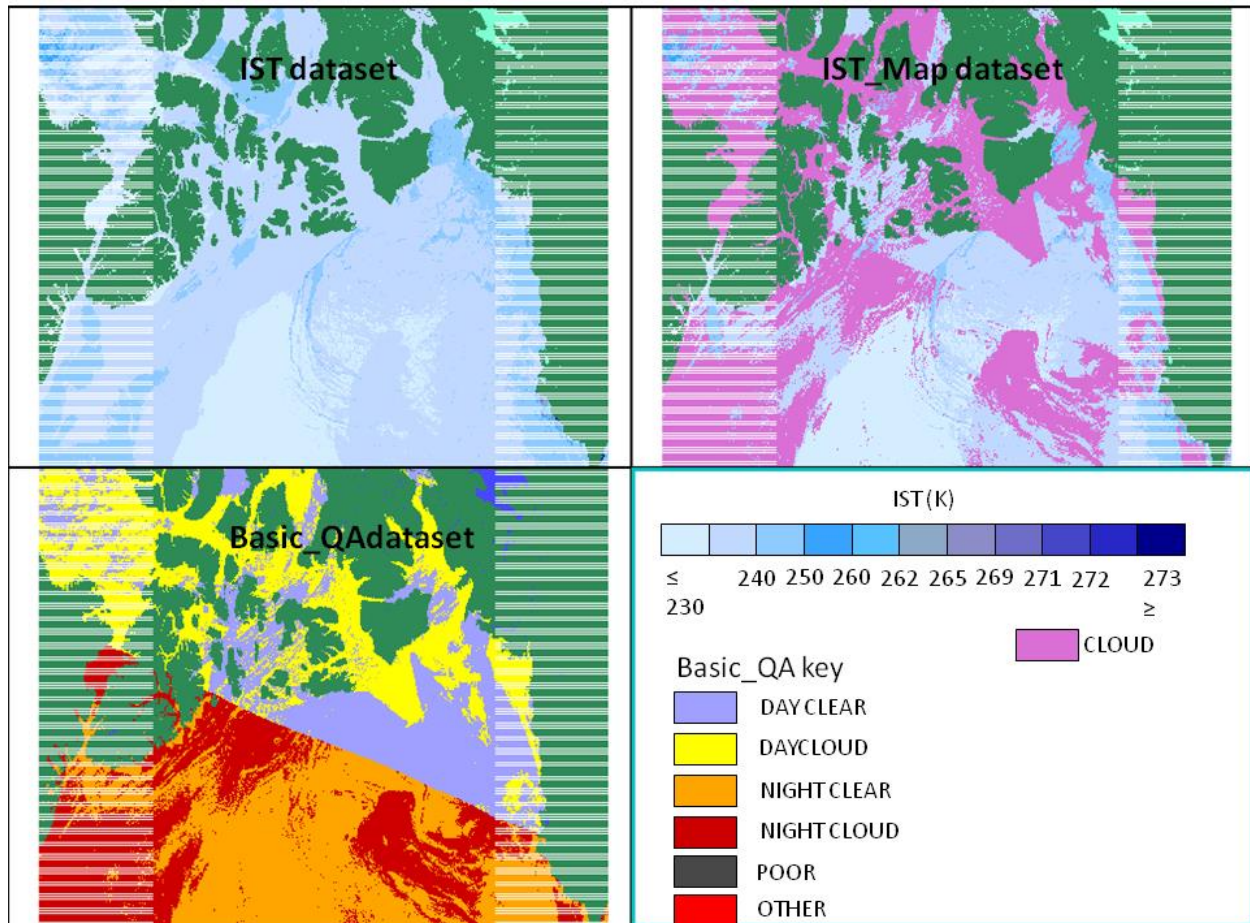 IST dataset
IST_Map dataset
Basic_QAdataset
IST(K)
≤ 240 250 260 262 265 269 271 272 273
230 ≥
CLOUD
Basic_QA key
DAY CLEAR
DAYCLOUD
NIGHT CLEAR
NIGHT CLOUD
POOR
OTHER